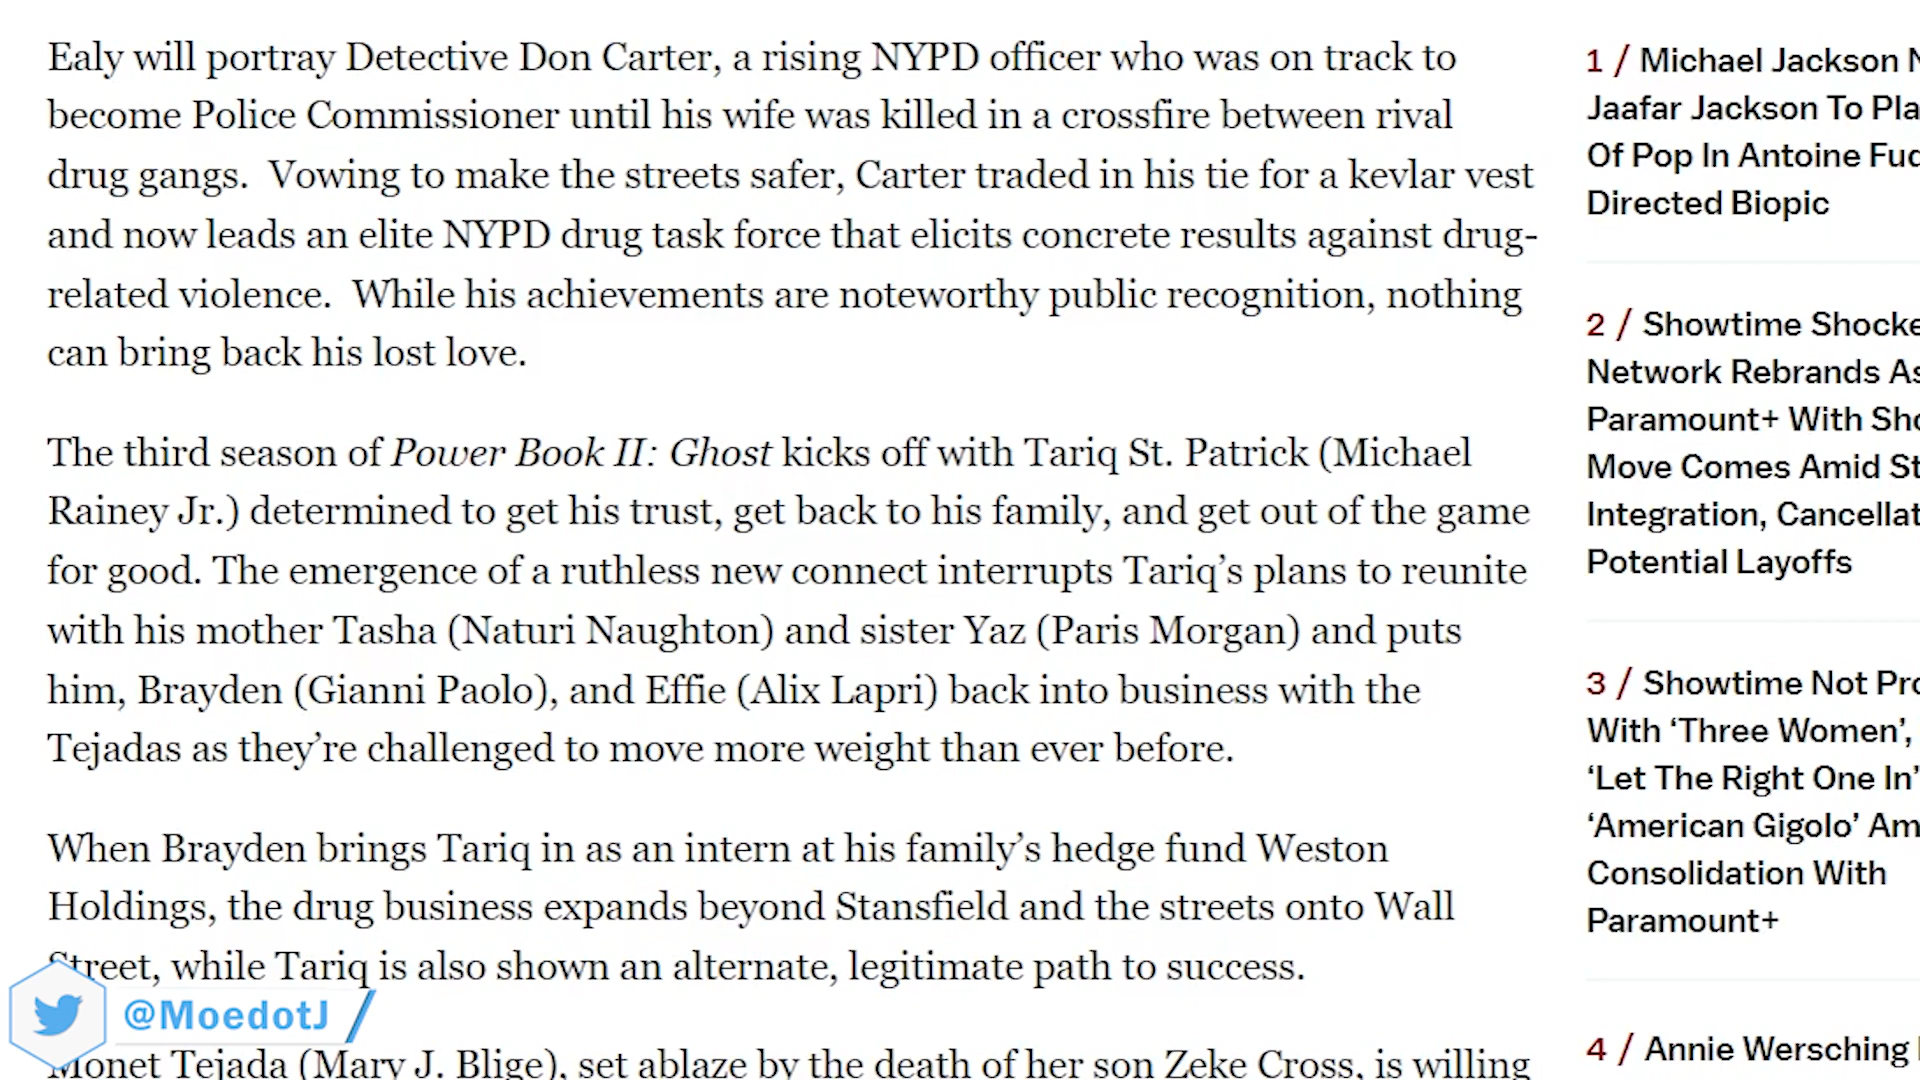 Ealy will portray Detective Don Carter, a rising NYPD officer who was on track to
become Police Commissioner until his wife was killed in a crossfire between rival
drug gangs.  Vowing to make the streets safer, Carter traded in his tie for a kevlar vest
and now leads an elite NYPD drug task force that elicits concrete results against drug-
related violence.  While his achievements are noteworthy public recognition, nothing
can bring back his lost love.
The third season of Power Book II: Ghost kicks off with Tariq St. Patrick (Michael
Rainey Jr.) determined to get his trust, get back to his family, and get out of the game
for good. The emergence of a ruthless new connect interrupts Tariq’s plans to reunite
with his mother Tasha (Naturi Naughton) and sister Yaz (Paris Morgan) and puts
him, Brayden (Gianni Paolo), and Effie (Alix Lapri) back into business with the
Tejadas as they’re challenged to move more weight than ever before.
When Brayden brings Tariq in as an intern at his family’s hedge fund Weston
Holdings, the drug business expands beyond Stansfield and the streets onto Wall
Street, while Tariq is also shown an alternate, legitimate path to success.
Monet Tejada (Mary J. Blige), set ablaze by the death of her son Zeke Cross, is willing
@MoedotJ
1 / Michael Jackson
Jaafar Jackson To
Of Pop In Antoine
Directed Biopic
2 / Showtime
Network Rebrands
Paramount+ With
Move Comes Amid
Integration,
Potential Layoffs
3 / Showtime Not
With ‘Three Women’,
‘Let The Right One In’
‘American Gigolo’
Consolidation With
Paramount+
4 / Annie Wersching